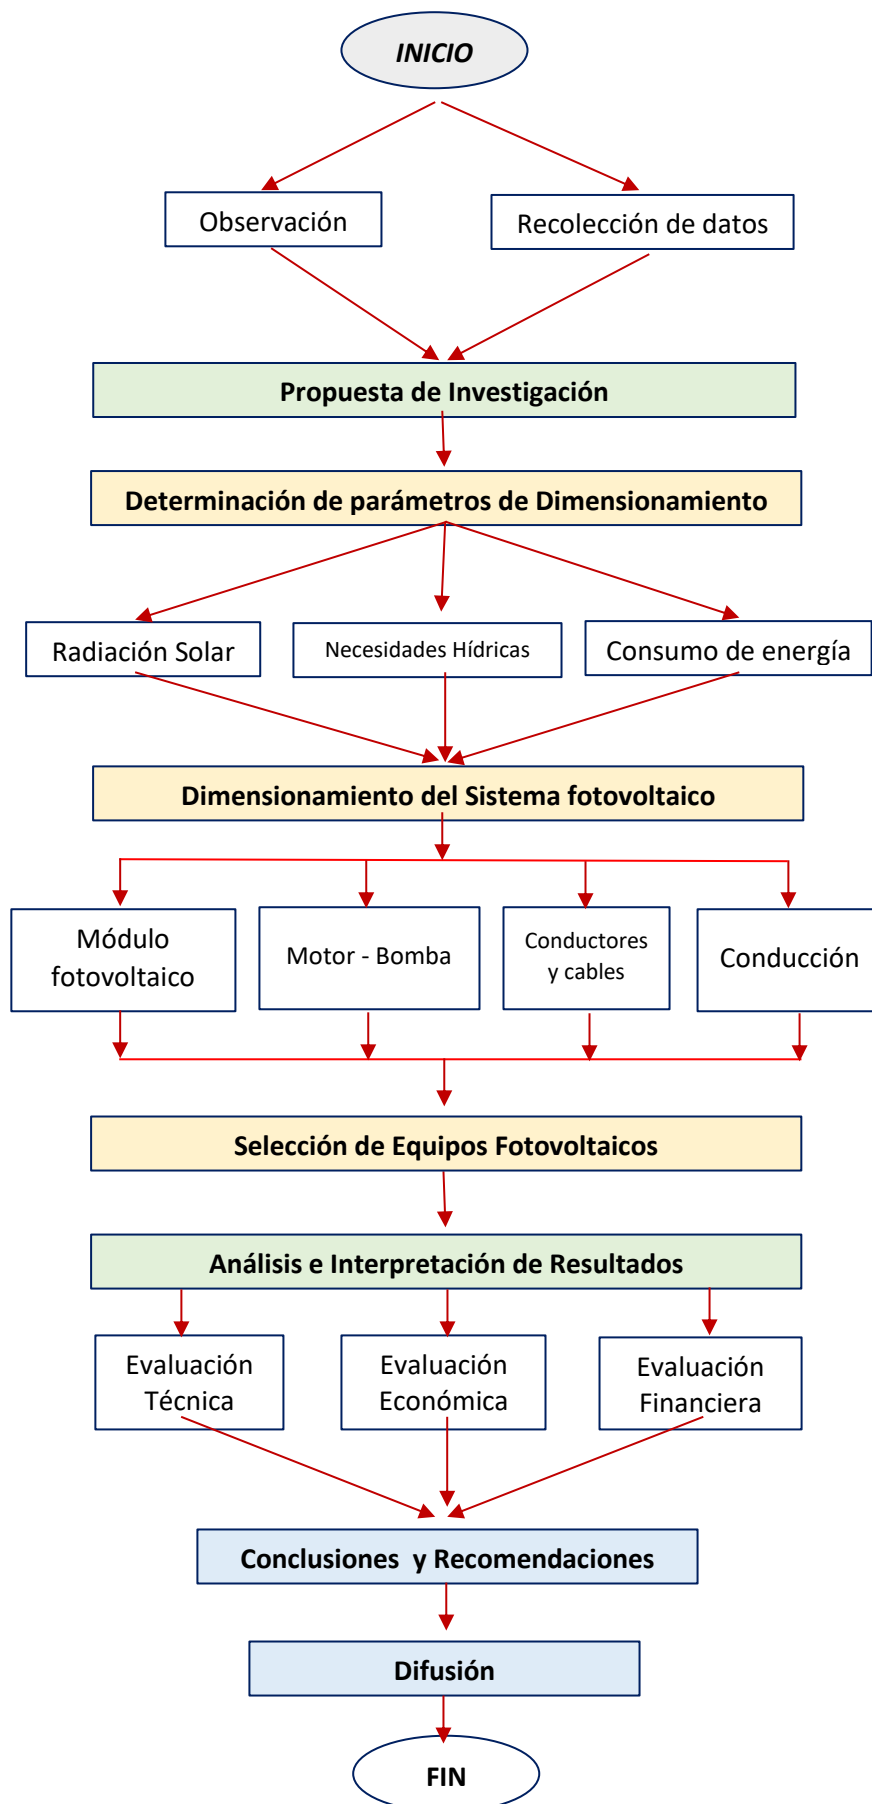 INICIO
Observación
Recolección de datos
Propuesta de Investigación
Determinación de parámetros de Dimensionamiento
Radiación Solar
Necesidades Hídricas
Consumo de energía
Dimensionamiento del Sistema fotovoltaico
Módulo
fotovoltaico
Motor - Bomba
Conductores
y cables
Conducción
Selección de Equipos Fotovoltaicos
Análisis e Interpretación de Resultados
Evaluación
Técnica
Evaluación
Económica
Evaluación
Financiera
Conclusiones  y Recomendaciones
Difusión
FIN